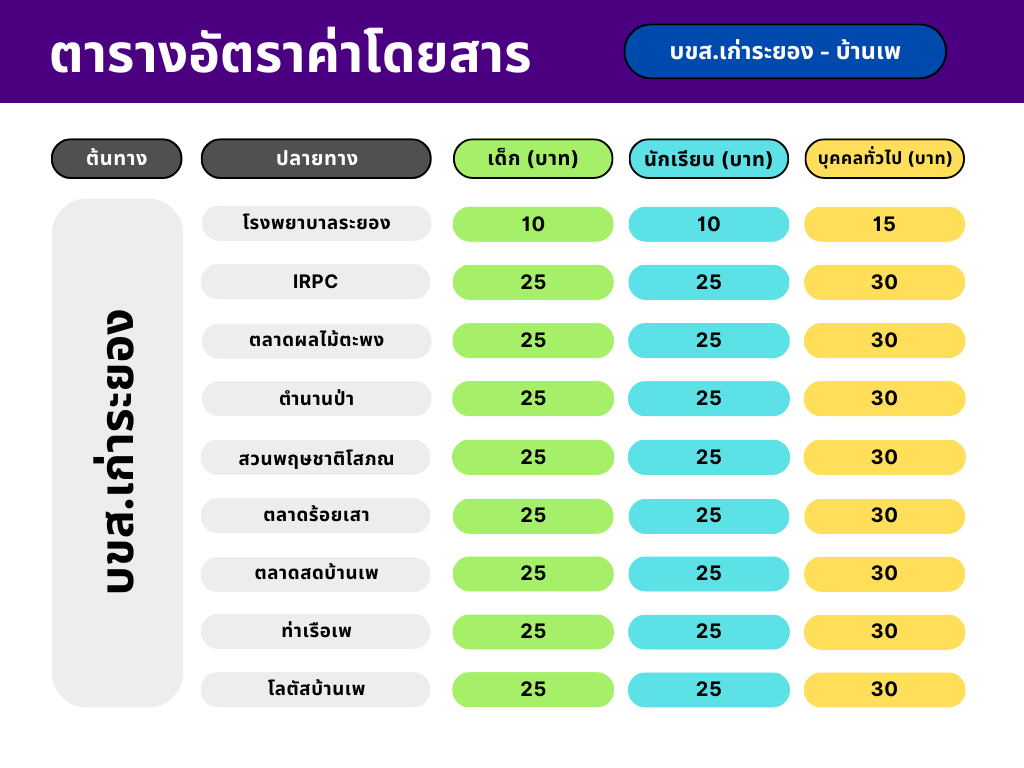 ตารางอัตราค่าโดยสาร
บขส.เก่าระยอง - บ้านเพ
ต้นทาง ปลายทาง เด็ก (บาท) นักเรียน (บาท) บุคคลทั่วไป (บาท)
บขส.เก่าระยอง
โรงพยาบาลระยอง 10 10 15
IRPC 25 25 30
ตลาดผลไม้ตะพง 25 25 30
ตำนานป่า 25 25 30
สวนพฤษชาติโสภณ 25 25 30
ตลาดร้อยเสา 25 25 30
ตลาดสดบ้านเพ 25 25 30
ท่าเรือเพ 25 25 30
โลตัสบ้านเพ 25 25 30